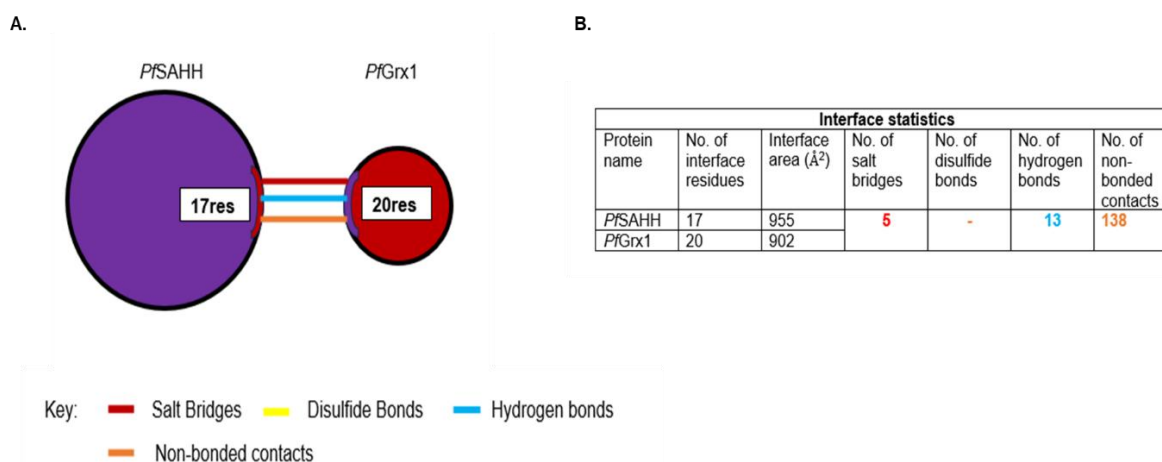 A.
PfSAHH
PfGrx1
17res
20res
Key:
Salt Bridges
Disulfide Bonds
Hydrogen bonds
Non-bonded contacts
B.
Interface statistics
Protein name
No. of interface residues
Interface area (Å²)
No. of salt bridges
No. of disulfide bonds
No. of hydrogen bonds
No. of non-bonded contacts
PfSAHH 17 955 5 - 13 138
PfGrx1 20 902